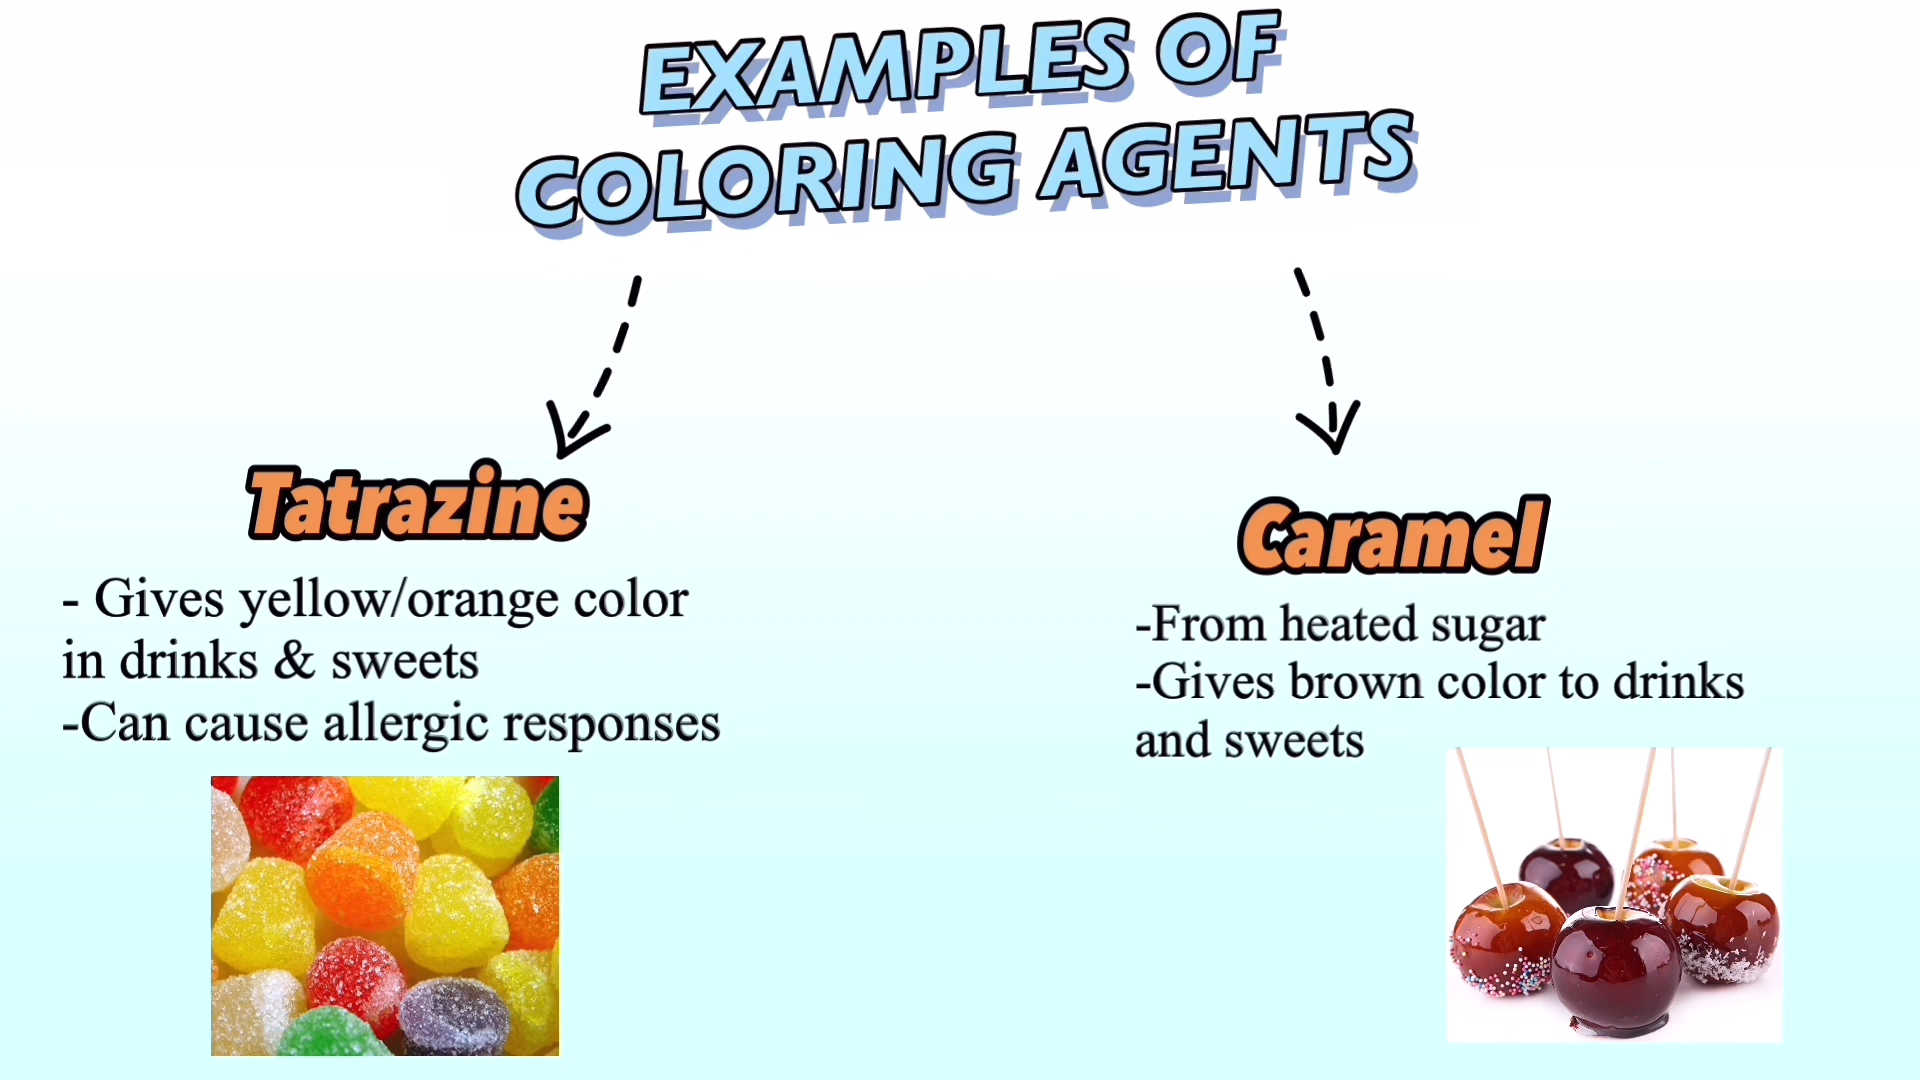 EXAMPLES OF
COLORING AGENTS
Tatrazine
- Gives yellow/orange color
in drinks & sweets
-Can cause allergic responses
Caramel
-From heated sugar
-Gives brown color to drinks
and sweets